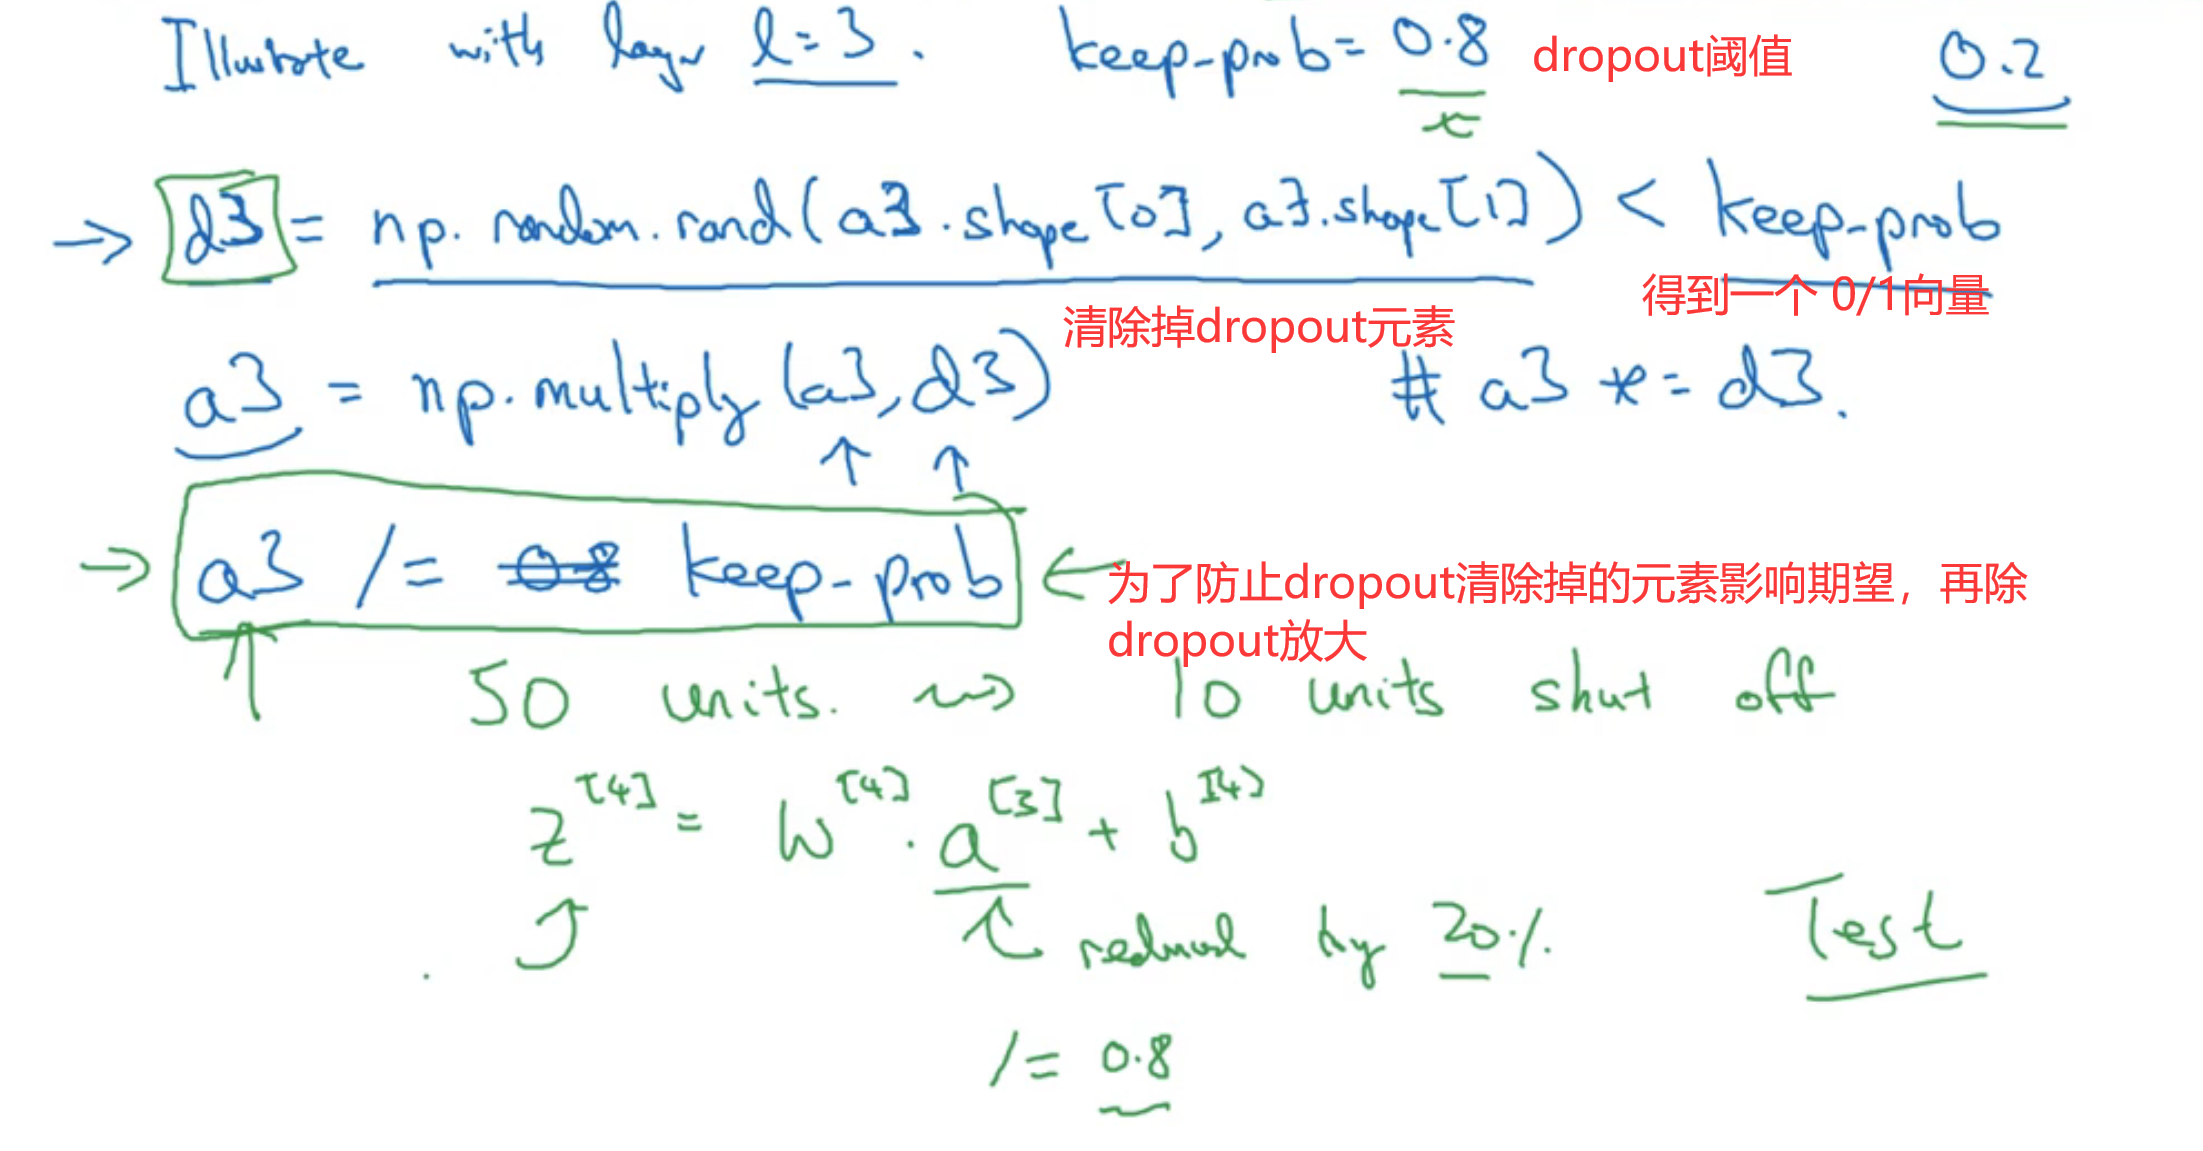 Illustrate with layer l=3. keep-prob= 0.8 dropout阈值 0.2
→ d3 = np.random.rand(a3.shape[0], a3.shape[1]) < keep-prob
得到一个 0/1向量
清除掉dropout元素
a3 = np.multiply(a3,d3) # a3 *= d3.
→ a3 /= 0.8 keep-prob ← 为了防止dropout清除掉的元素影响期望，再除
dropout放大
50 units. ⇝ 10 units shut off
z^[4] = W^[4] · a^[3] + b^[4]
reduced by 20%. Test
/= 0.8